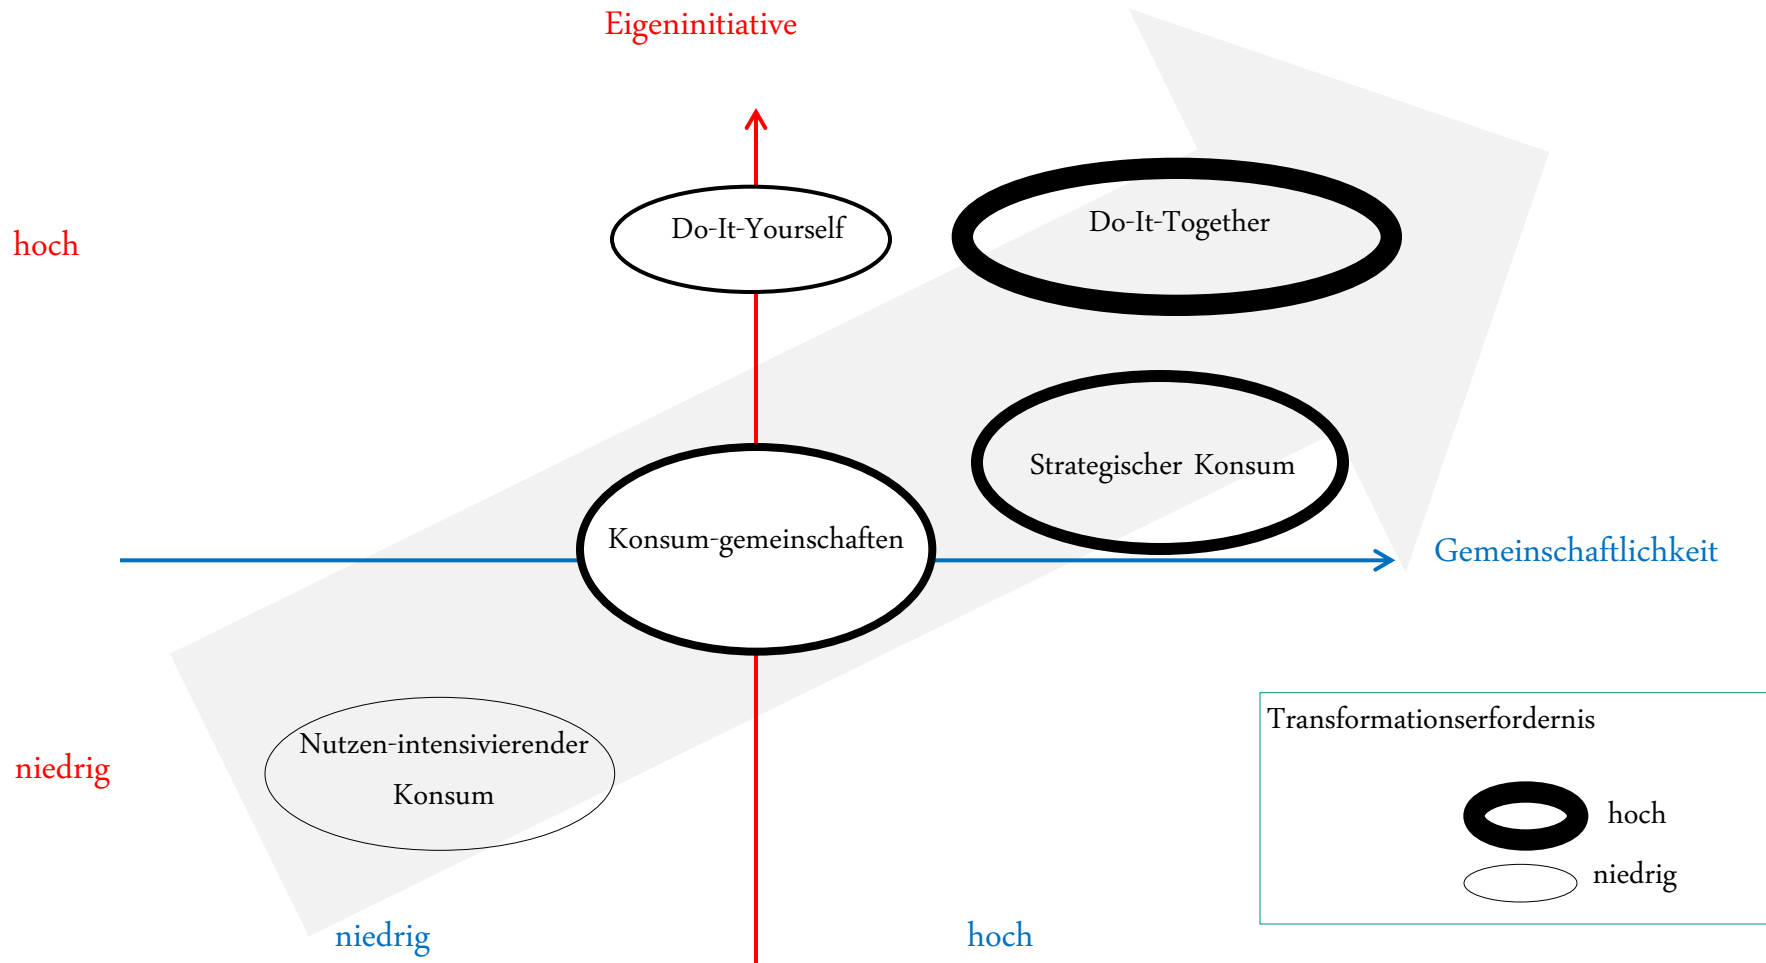 Eigeninitiative
hoch
Do-It-Yourself
Do-It-Together
Strategischer Konsum
Konsum-gemeinschaften
Gemeinschaftlichkeit
niedrig
Nutzen-intensivierender
Konsum
Transformationserfordernis
hoch
niedrig
niedrig
hoch